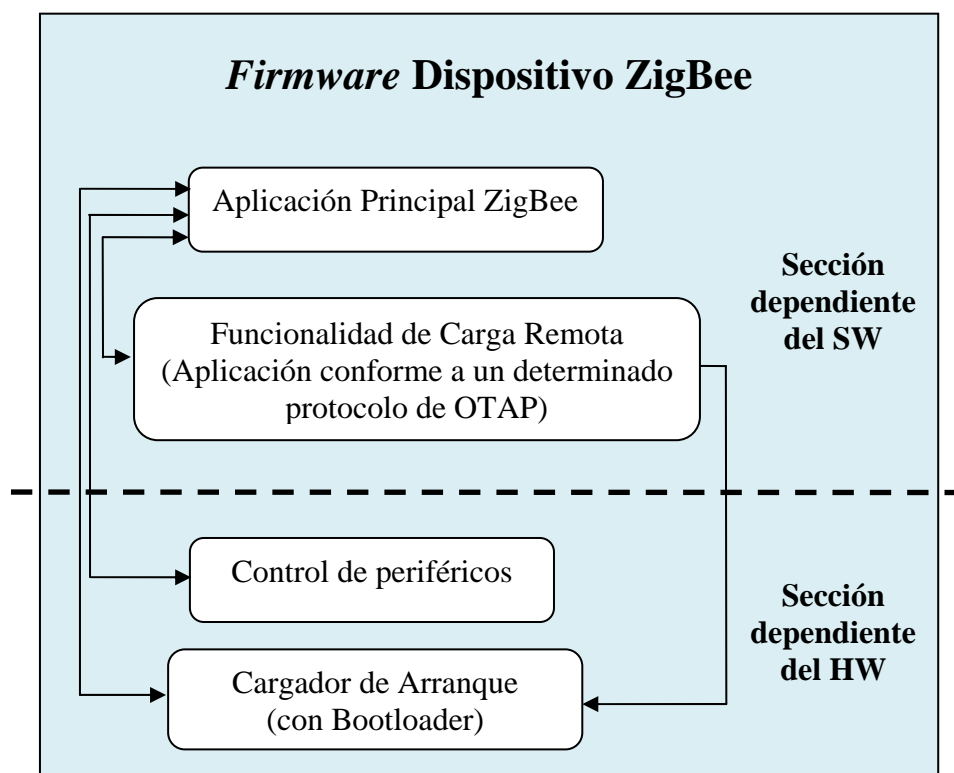 Firmware Dispositivo ZigBee
Aplicación Principal ZigBee
Sección
dependiente
del SW
Funcionalidad de Carga Remota
(Aplicación conforme a un determinado
protocolo de OTAP)
Control de periféricos
Sección
dependiente
del HW
Cargador de Arranque
(con Bootloader)